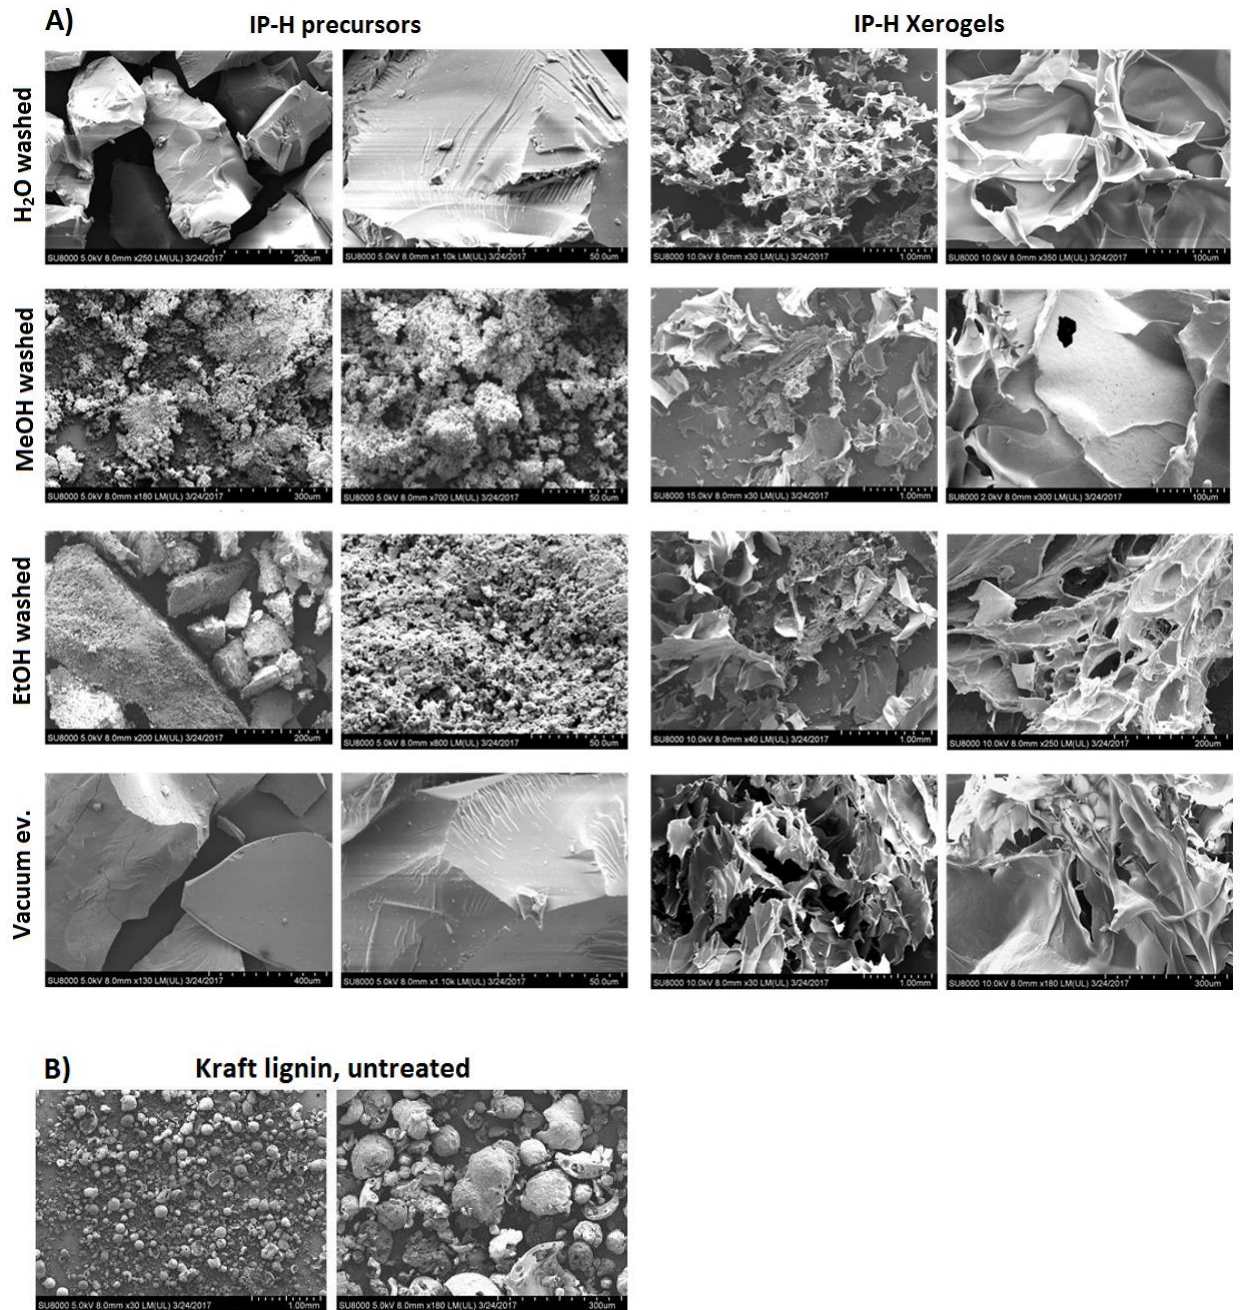 A)
IP-H precursors
IP-H Xerogels
H₂O washed
SU8000 5.0kV 8.0mm x250 LM(UL) 3/24/2017 200um
SU8000 5.0kV 8.0mm x1.10k LM(UL) 3/24/2017 50.0um
SU8000 10.0kV 8.0mm x30 LM(UL) 3/24/2017 1.00mm
SU8000 10.0kV 8.0mm x350 LM(UL) 3/24/2017 100um
MeOH washed
SU8000 5.0kV 8.0mm x180 LM(UL) 3/24/2017 300um
SU8000 5.0kV 8.0mm x700 LM(UL) 3/24/2017 50.0um
SU8000 15.0kV 8.0mm x30 LM(UL) 3/24/2017 1.00mm
SU8000 2.0kV 8.0mm x300 LM(UL) 3/24/2017 100um
EtOH washed
SU8000 5.0kV 8.0mm x200 LM(UL) 3/24/2017 200um
SU8000 5.0kV 8.0mm x800 LM(UL) 3/24/2017 50.0um
SU8000 10.0kV 8.0mm x40 LM(UL) 3/24/2017 1.00mm
SU8000 10.0kV 8.0mm x250 LM(UL) 3/24/2017 200um
Vacuum ev.
SU8000 5.0kV 8.0mm x130 LM(UL) 3/24/2017 400um
SU8000 5.0kV 8.0mm x1.10k LM(UL) 3/24/2017 50.0um
SU8000 10.0kV 8.0mm x30 LM(UL) 3/24/2017 1.00mm
SU8000 10.0kV 8.0mm x180 LM(UL) 3/24/2017 300um
B)
Kraft lignin, untreated
SU8000 5.0kV 8.0mm x30 LM(UL) 3/24/2017 1.00mm
SU8000 5.0kV 8.0mm x180 LM(UL) 3/24/2017 300um